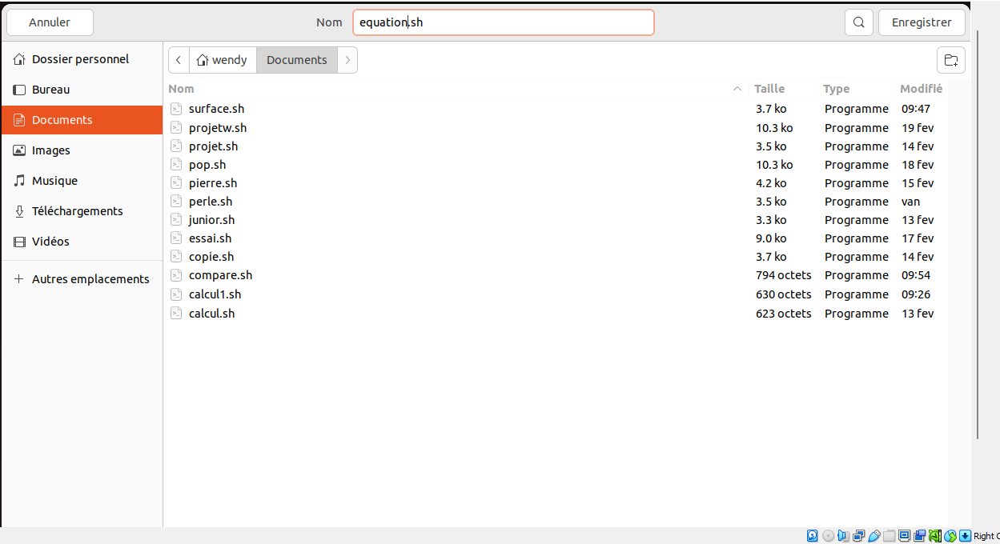 Annuler Nom equation.sh Enregistrer
Dossier personnel
Bureau
Documents
Images
Musique
Téléchargements
Vidéos
Autres emplacements
wendy Documents
Nom Taille Type Modifié
surface.sh 3.7 ko Programme 09:47
projetw.sh 10.3 ko Programme 19 fev
projet.sh 3.5 ko Programme 14 fev
pop.sh 10.3 ko Programme 18 fev
pierre.sh 4.2 ko Programme 15 fev
perle.sh 3.5 ko Programme van
junior.sh 3.3 ko Programme 13 fev
essai.sh 9.0 ko Programme 17 fev
copie.sh 3.7 ko Programme 14 fev
compare.sh 794 octets Programme 09:54
calcul1.sh 630 octets Programme 09:26
calcul.sh 623 octets Programme 13 fev
Right